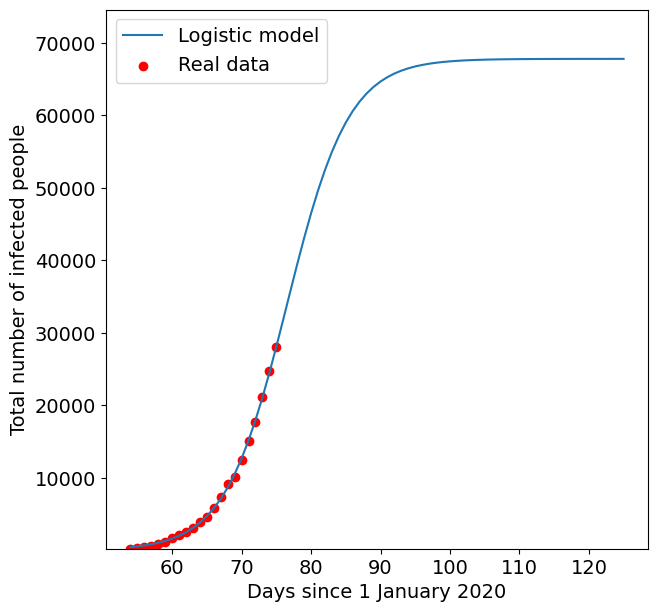 Logistic model
Real data
70000
60000
50000
40000
30000
20000
10000
Total number of infected people
60 70 80 90 100 110 120
Days since 1 January 2020